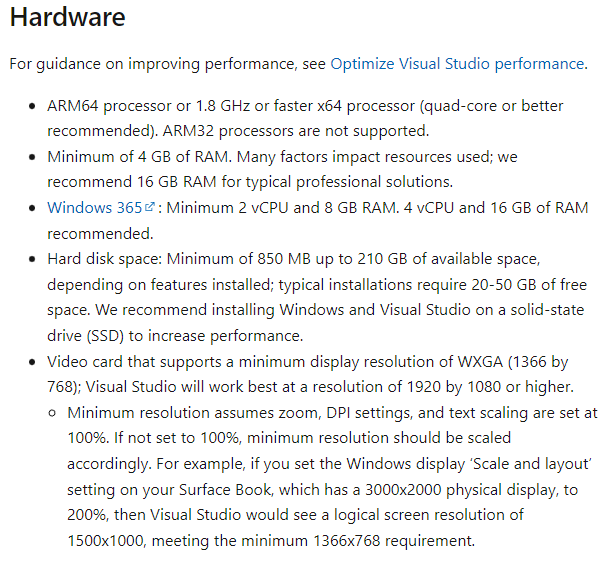 Hardware
For guidance on improving performance, see Optimize Visual Studio performance.
• ARM64 processor or 1.8 GHz or faster x64 processor (quad-core or better
recommended). ARM32 processors are not supported.
• Minimum of 4 GB of RAM. Many factors impact resources used; we
recommend 16 GB RAM for typical professional solutions.
• Windows 365: Minimum 2 vCPU and 8 GB RAM. 4 vCPU and 16 GB of RAM
recommended.
• Hard disk space: Minimum of 850 MB up to 210 GB of available space,
depending on features installed; typical installations require 20-50 GB of free
space. We recommend installing Windows and Visual Studio on a solid-state
drive (SSD) to increase performance.
• Video card that supports a minimum display resolution of WXGA (1366 by
768); Visual Studio will work best at a resolution of 1920 by 1080 or higher.
○ Minimum resolution assumes zoom, DPI settings, and text scaling are set at
100%. If not set to 100%, minimum resolution should be scaled
accordingly. For example, if you set the Windows display ‘Scale and layout’
setting on your Surface Book, which has a 3000x2000 physical display, to
200%, then Visual Studio would see a logical screen resolution of
1500x1000, meeting the minimum 1366x768 requirement.